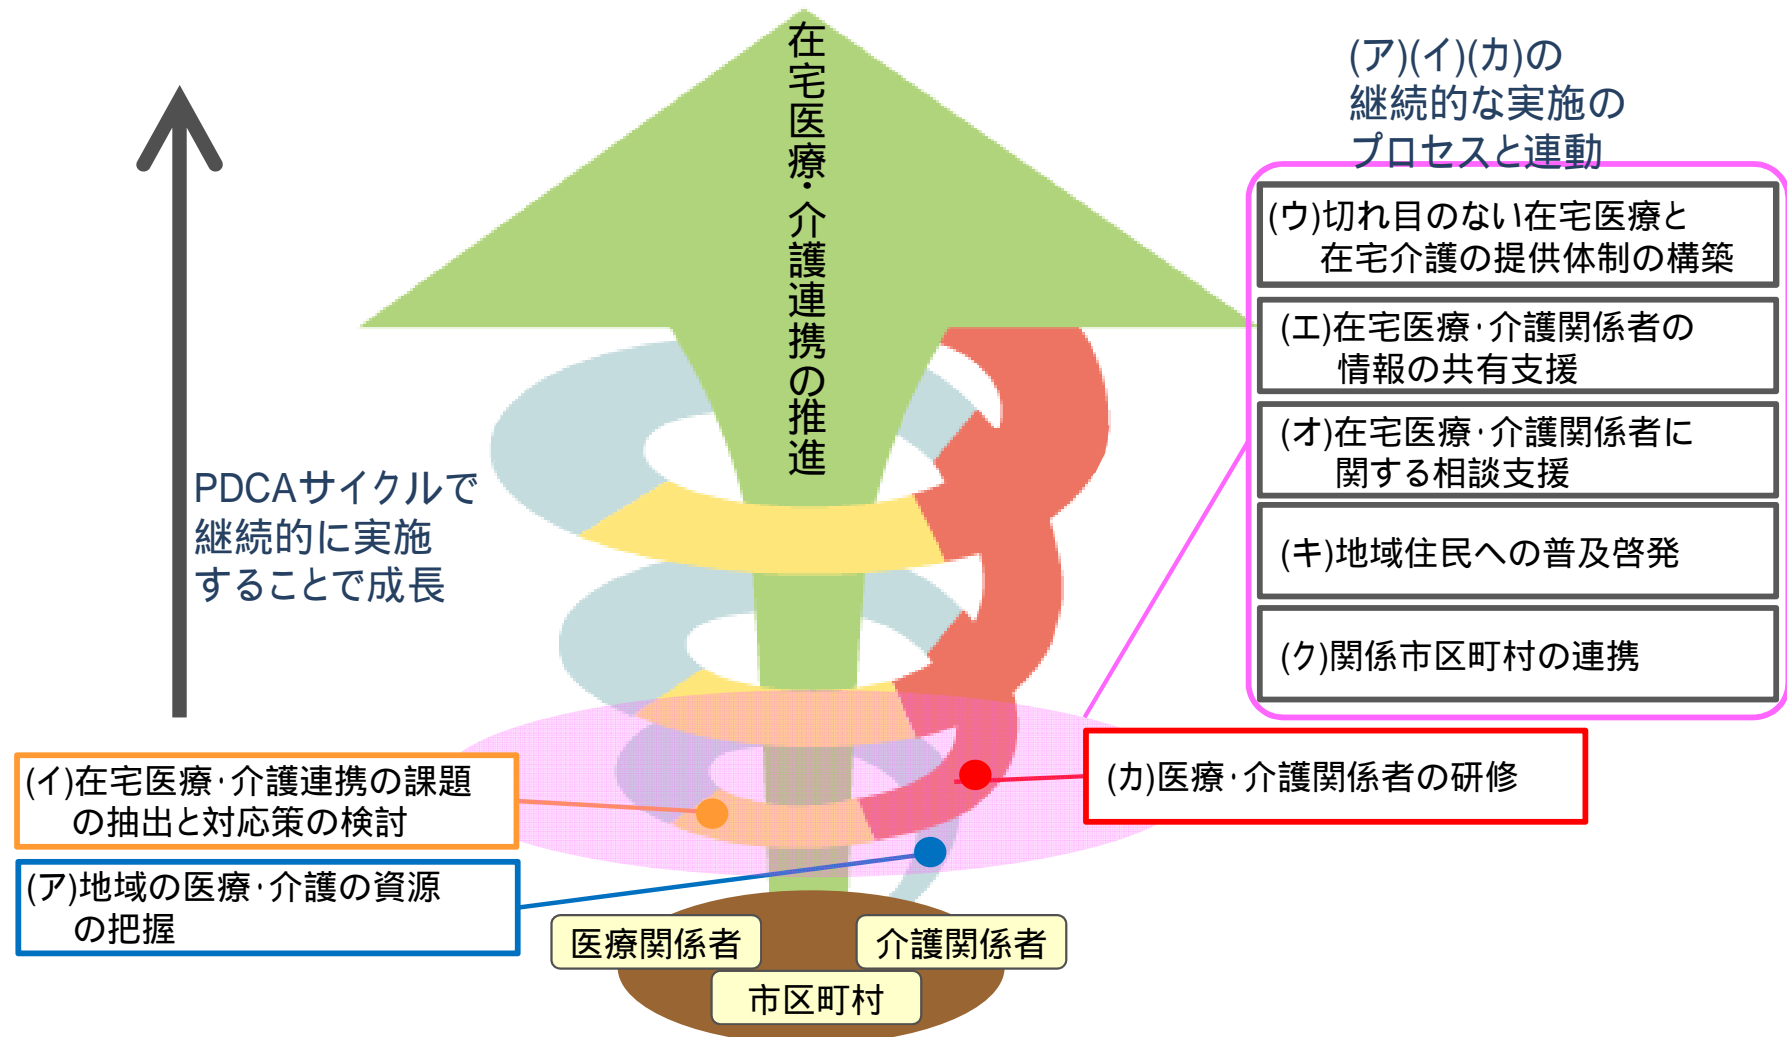 在宅医療・介護連携の推進
(ア)(イ)(カ)の
継続的な実施の
プロセスと連動
(ウ)切れ目のない在宅医療と
在宅介護の提供体制の構築
(エ)在宅医療・介護関係者の
情報の共有支援
(オ)在宅医療・介護関係者に
関する相談支援
(キ)地域住民への普及啓発
(ク)関係市区町村の連携
PDCAサイクルで
継続的に実施
することで成長
(イ)在宅医療・介護連携の課題
の抽出と対応策の検討
(カ)医療・介護関係者の研修
(ア)地域の医療・介護の資源
の把握
医療関係者
介護関係者
市区町村